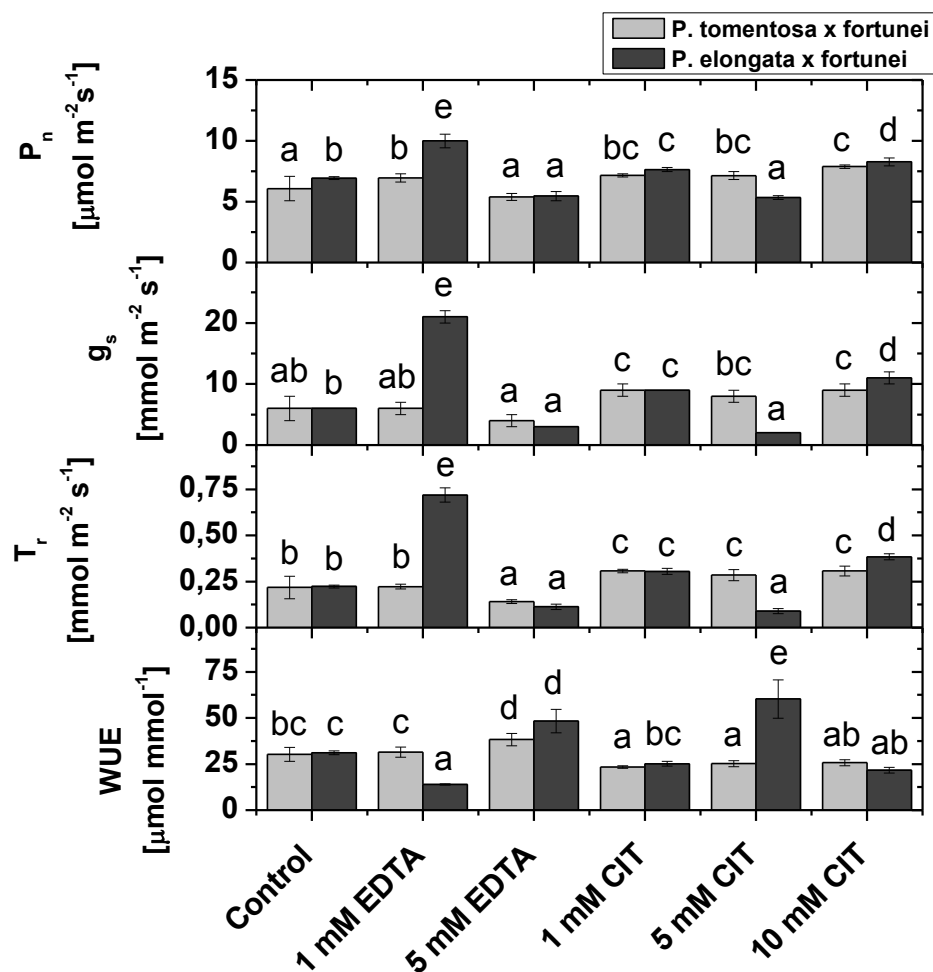 P. tomentosa x fortunei
P. elongata x fortunei
Pn
[μmol m-2s-1]
15
10
5
0
a b b e a a bc c bc a c d
gs
[mmol m-2 s-1]
20
10
0
ab b ab e a a c c bc a c d
Tr
[mmol m-2 s-1]
0,75
0,50
0,25
0,00
b b b e a a c c c a c d
WUE
[μmol mmol-1]
75
50
25
0
bc c c a d d a bc a e ab ab
Control
1 mM EDTA
5 mM EDTA
1 mM CIT
5 mM CIT
10 mM CIT